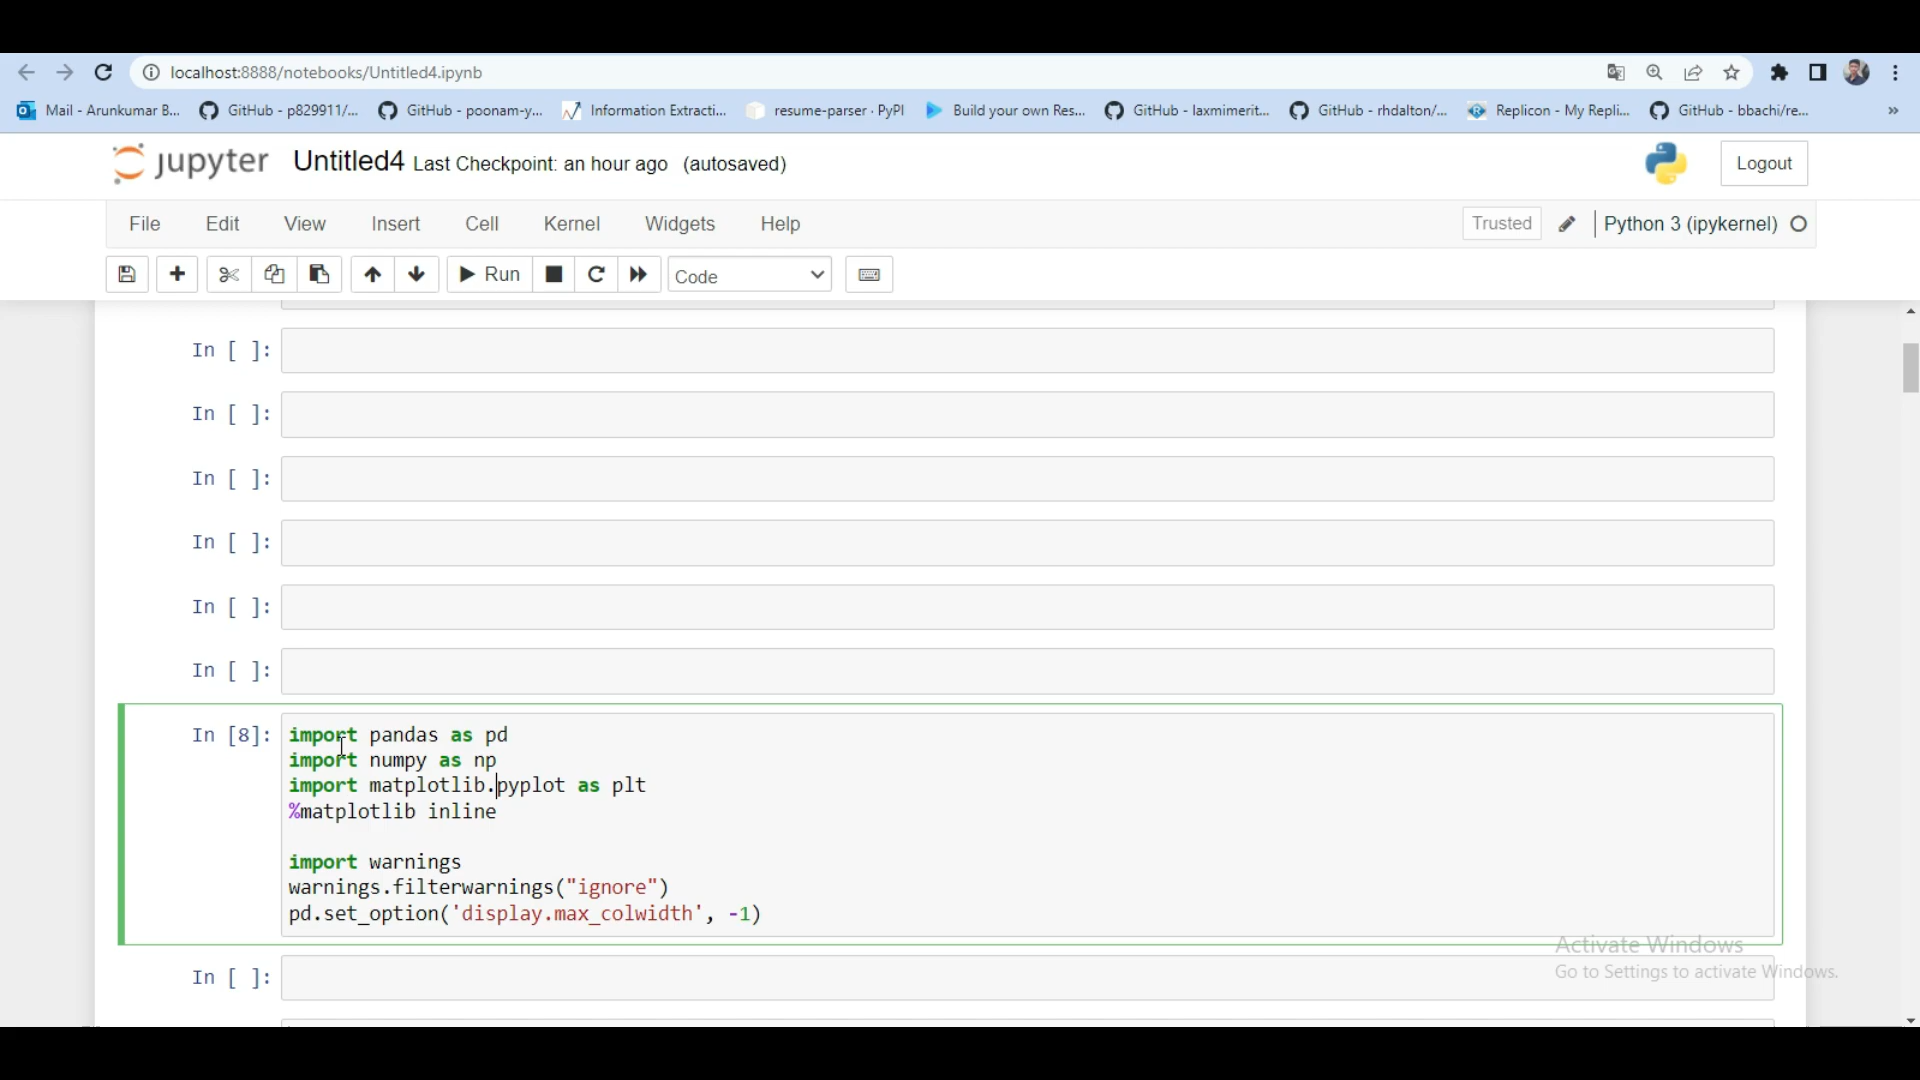 localhost:8888/notebooks/Untitled4.ipynb
Mail - Arunkumar B... GitHub - p829911/... GitHub - poonam-y... Information Extracti... resume-parser · PyPI Build your own Res... GitHub - laxmimerit... GitHub - rhdalton/... Replicon - My Repli... GitHub - bbachi/re... »
jupyter Untitled4 Last Checkpoint: an hour ago (autosaved) Logout
File Edit View Insert Cell Kernel Widgets Help Trusted Python 3 (ipykernel)
Run Code
In [ ]:
In [ ]:
In [ ]:
In [ ]:
In [ ]:
In [ ]:
In [8]: import pandas as pd
import numpy as np
import matplotlib.pyplot as plt
%matplotlib inline
import warnings
warnings.filterwarnings("ignore")
pd.set_option('display.max_colwidth', -1)
Activate Windows
Go to Settings to activate Windows.
In [ ]: